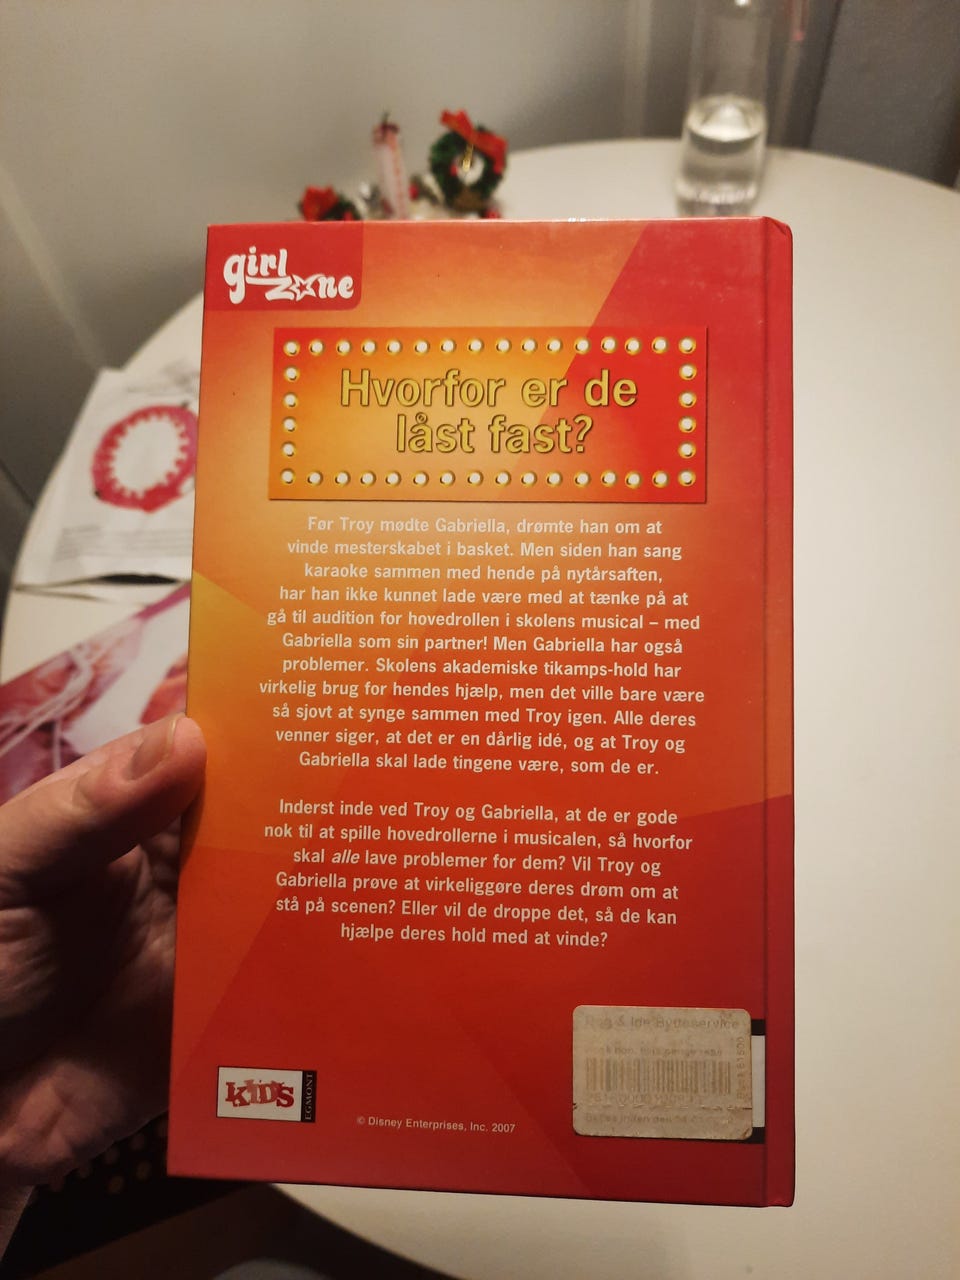 girl
zone
Hvorfor er de
låst fast?
Før Troy mødte Gabriella, drømte han om at
vinde mesterskabet i basket. Men siden han sang
karaoke sammen med hende på nytårsaften,
har han ikke kunnet lade være med at tænke på at
gå til audition for hovedrollen i skolens musical – med
Gabriella som sin partner! Men Gabriella har også
problemer. Skolens akademiske tikamps-hold har
virkelig brug for hendes hjælp, men det ville bare være
så sjovt at synge sammen med Troy igen. Alle deres
venner siger, at det er en dårlig idé, og at Troy og
Gabriella skal lade tingene være, som de er.
Inderst inde ved Troy og Gabriella, at de er gode
nok til at spille hovedrollerne i musicalen, så hvorfor
skal alle lave problemer for dem? Vil Troy og
Gabriella prøve at virkeliggøre deres drøm om at
stå på scenen? Eller vil de droppe det, så de kan
hjælpe deres hold med at vinde?
Bog & Ide Bytteservice
KIDS
EGMONT
© Disney Enterprises, Inc. 2007